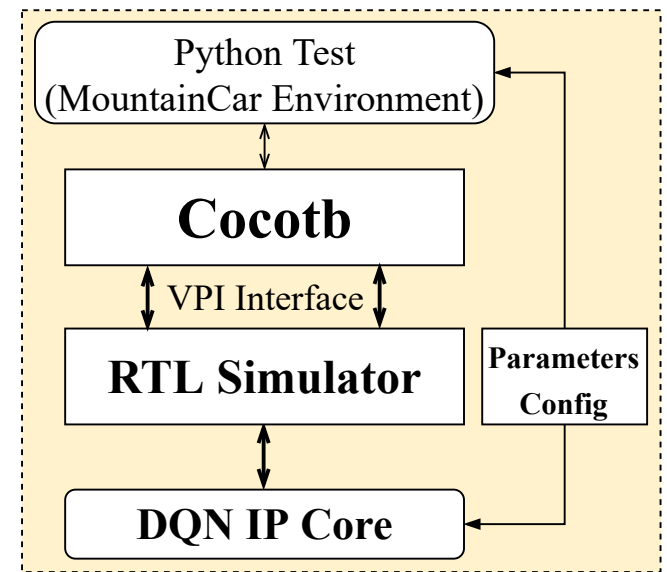 Python Test
(MountainCar Environment)
Cocotb
VPI Interface
RTL Simulator
Parameters
Config
DQN IP Core